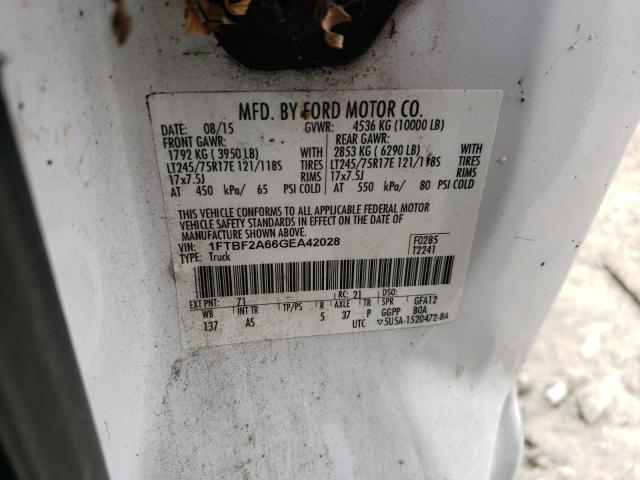 MFD. BY FORD MOTOR CO.
DATE: 08/15 GVWR: 4536 KG (10000 LB)
FRONT GAWR: REAR GAWR:
1792 KG (3950 LB) WITH 2853 KG (6290 LB) WITH
LT245/75R17E 121/118S TIRES LT245/75R17E 121/118S TIRES
17x7.5J RIMS 17x7.5J RIMS
AT 450 kPa/ 65 PSI COLD AT 550 kPa/ 80 PSI COLD
THIS VEHICLE CONFORMS TO ALL APPLICABLE FEDERAL MOTOR
VEHICLE SAFETY STANDARDS IN EFFECT ON THE DATE OF
MANUFACTURE SHOWN ABOVE.
VIN: 1FTBF2A66GEA42028 F0285
TYPE: Truck T2241
EXT PNT: 71 RC: 21 DSO:
WB INT TR TP/PS R AXLE TR SPR GFA12
137 AS 5 37 P GGPP B0A
UTC ▽5U5A-1520472-BA